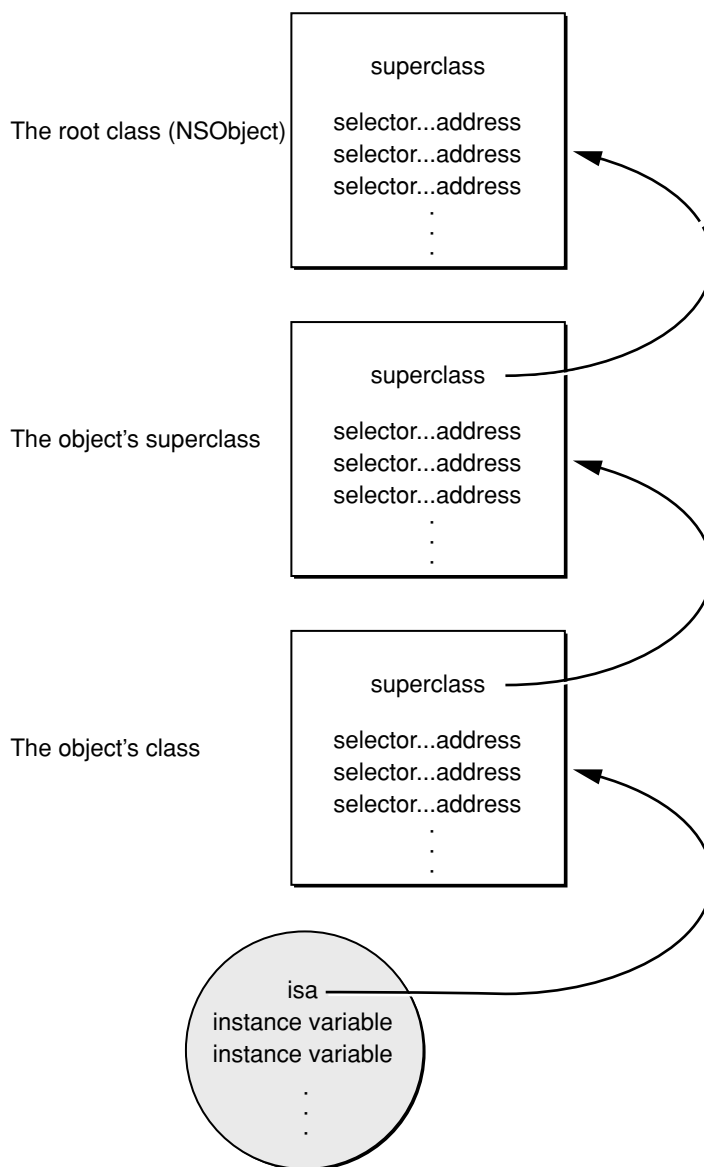 superclass
The root class (NSObject)
selector...address
selector...address
selector...address
.
.
.
superclass
The object's superclass
selector...address
selector...address
selector...address
.
.
.
superclass
The object's class
selector...address
selector...address
selector...address
.
.
.
isa
instance variable
instance variable
.
.
.